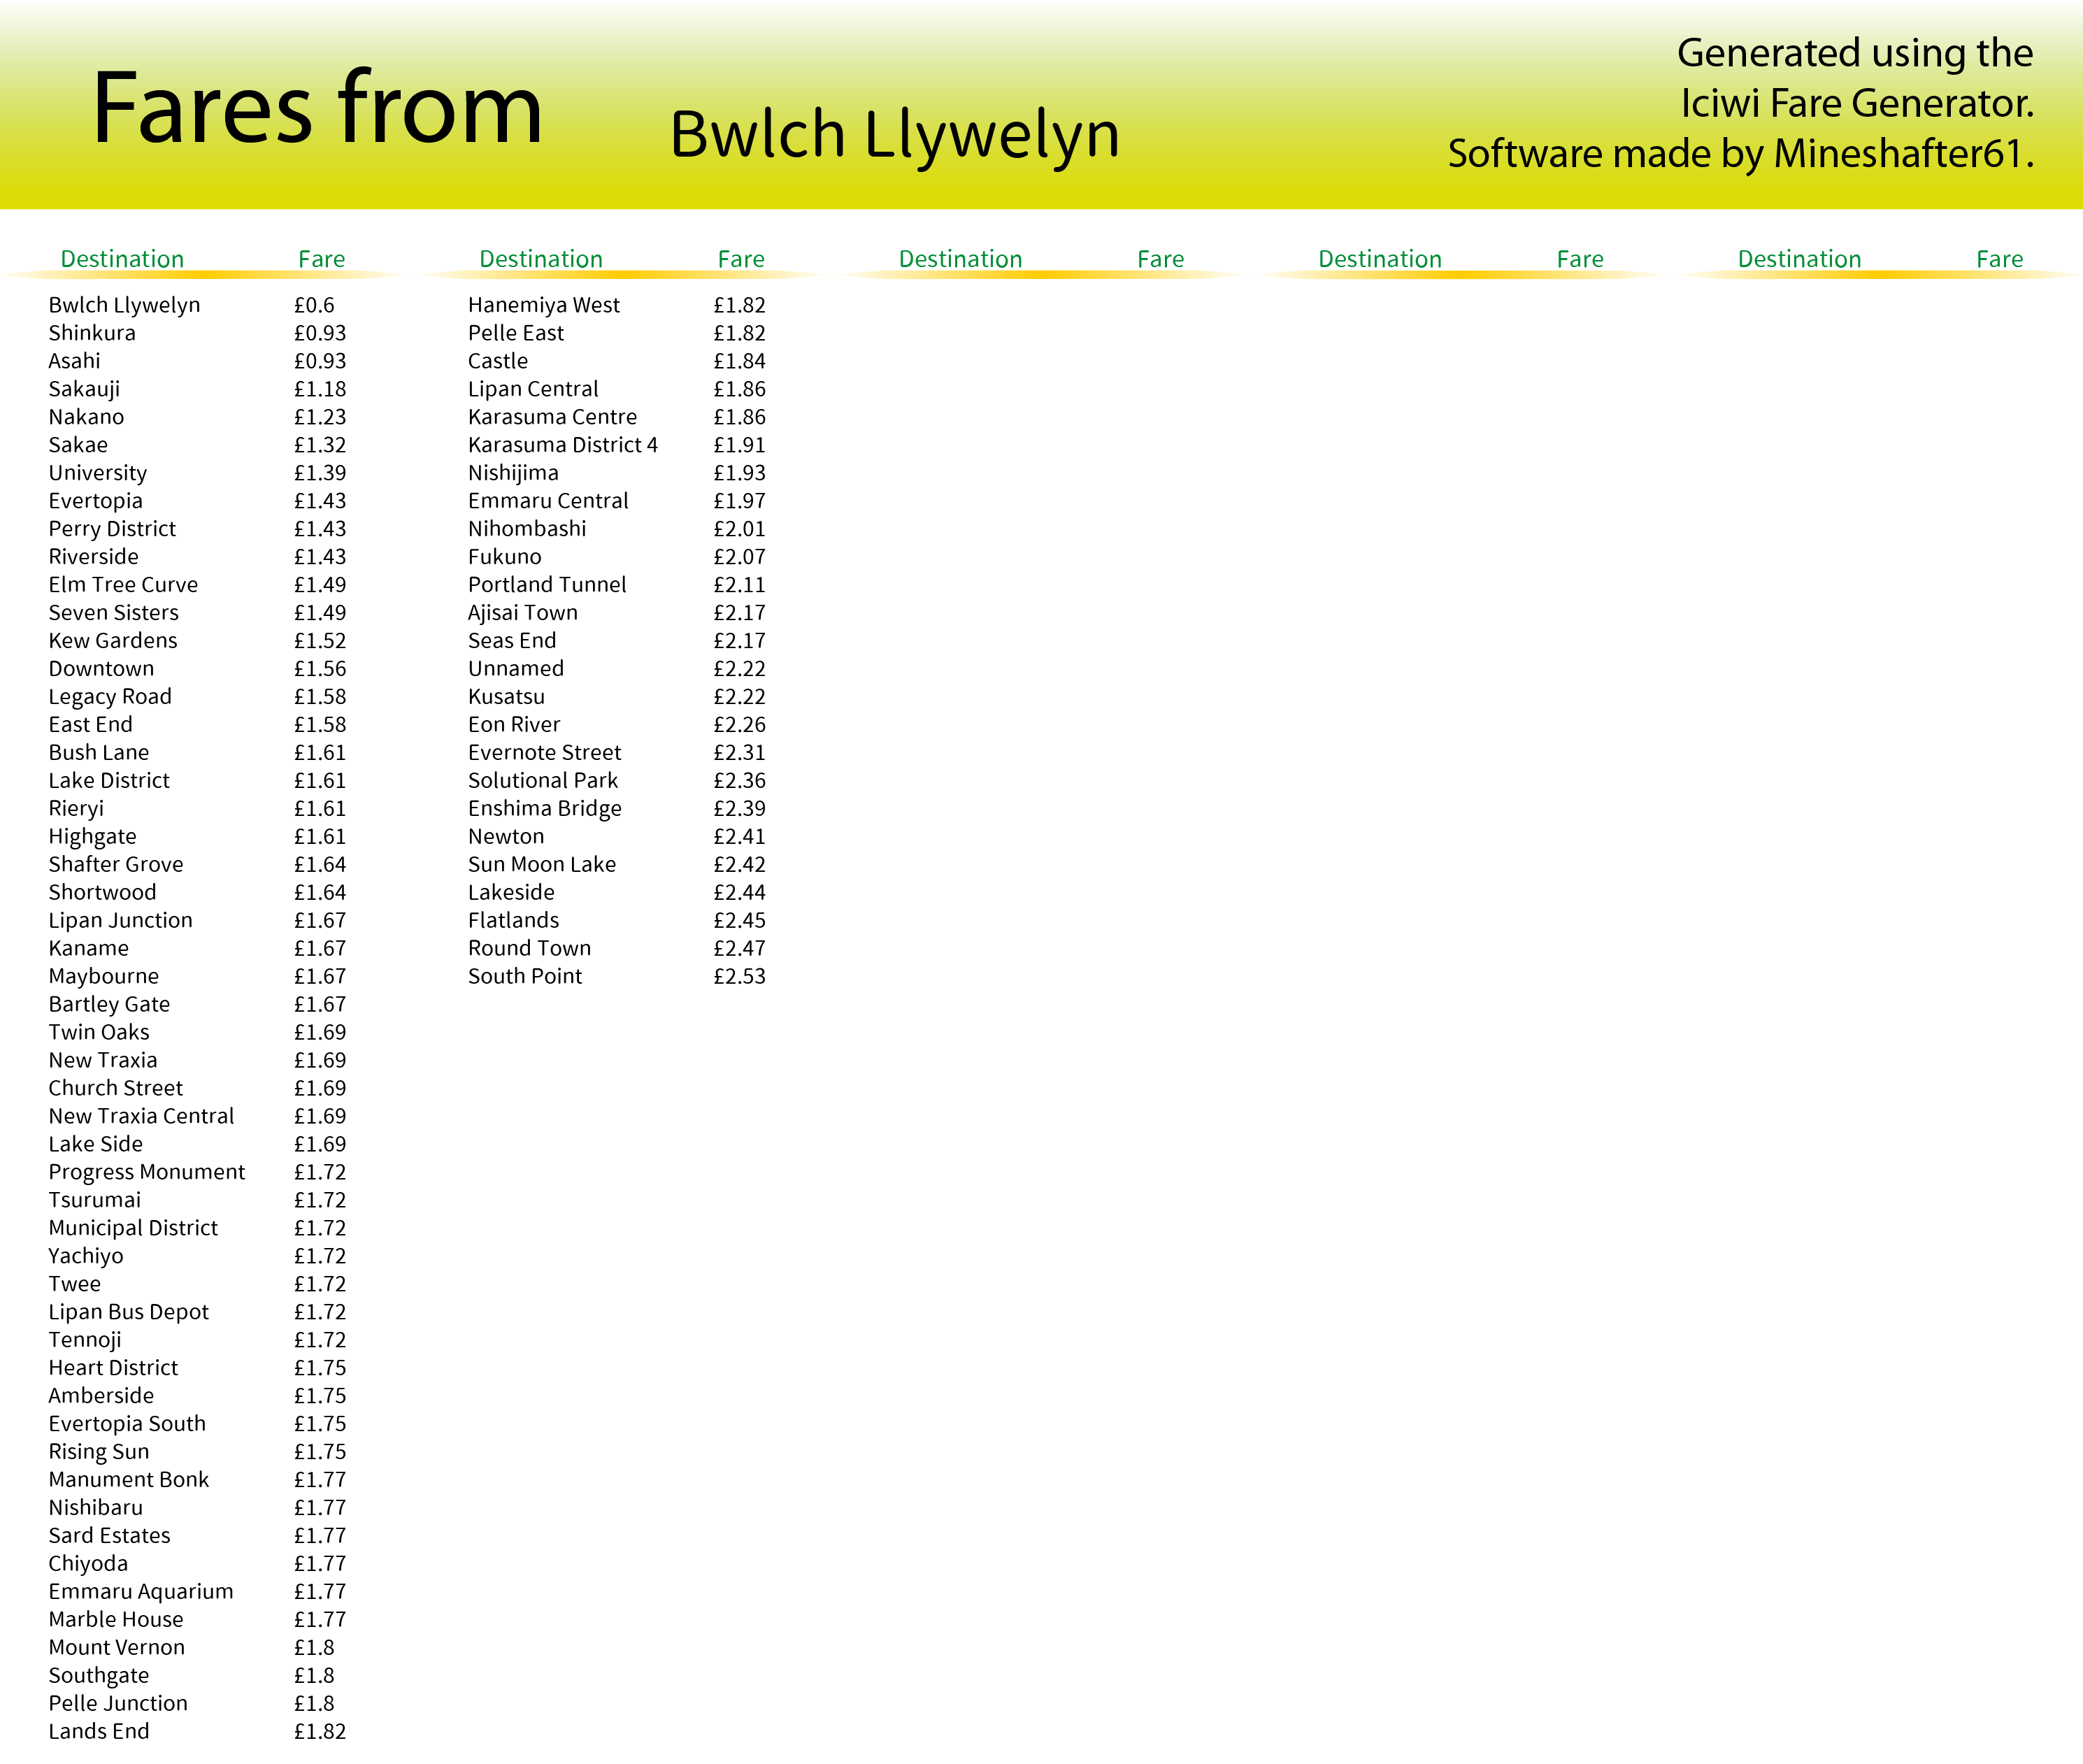 Fares from Bwlch Llywelyn
Generated using the
Iciwi Fare Generator.
Software made by Mineshafter61.
Destination Fare Destination Fare Destination Fare Destination Fare Destination Fare
Bwlch Llywelyn £0.6
Shinkura £0.93
Asahi £0.93
Sakauji £1.18
Nakano £1.23
Sakae £1.32
University £1.39
Evertopia £1.43
Perry District £1.43
Riverside £1.43
Elm Tree Curve £1.49
Seven Sisters £1.49
Kew Gardens £1.52
Downtown £1.56
Legacy Road £1.58
East End £1.58
Bush Lane £1.61
Lake District £1.61
Rieryi £1.61
Highgate £1.61
Shafter Grove £1.64
Shortwood £1.64
Lipan Junction £1.67
Kaname £1.67
Maybourne £1.67
Bartley Gate £1.67
Twin Oaks £1.69
New Traxia £1.69
Church Street £1.69
New Traxia Central £1.69
Lake Side £1.69
Progress Monument £1.72
Tsurumai £1.72
Municipal District £1.72
Yachiyo £1.72
Twee £1.72
Lipan Bus Depot £1.72
Tennoji £1.72
Heart District £1.75
Amberside £1.75
Evertopia South £1.75
Rising Sun £1.75
Manument Bonk £1.77
Nishibaru £1.77
Sard Estates £1.77
Chiyoda £1.77
Emmaru Aquarium £1.77
Marble House £1.77
Mount Vernon £1.8
Southgate £1.8
Pelle Junction £1.8
Lands End £1.82
Hanemiya West £1.82
Pelle East £1.82
Castle £1.84
Lipan Central £1.86
Karasuma Centre £1.86
Karasuma District 4 £1.91
Nishijima £1.93
Emmaru Central £1.97
Nihombashi £2.01
Fukuno £2.07
Portland Tunnel £2.11
Ajisai Town £2.17
Seas End £2.17
Unnamed £2.22
Kusatsu £2.22
Eon River £2.26
Evernote Street £2.31
Solutional Park £2.36
Enshima Bridge £2.39
Newton £2.41
Sun Moon Lake £2.42
Lakeside £2.44
Flatlands £2.45
Round Town £2.47
South Point £2.53